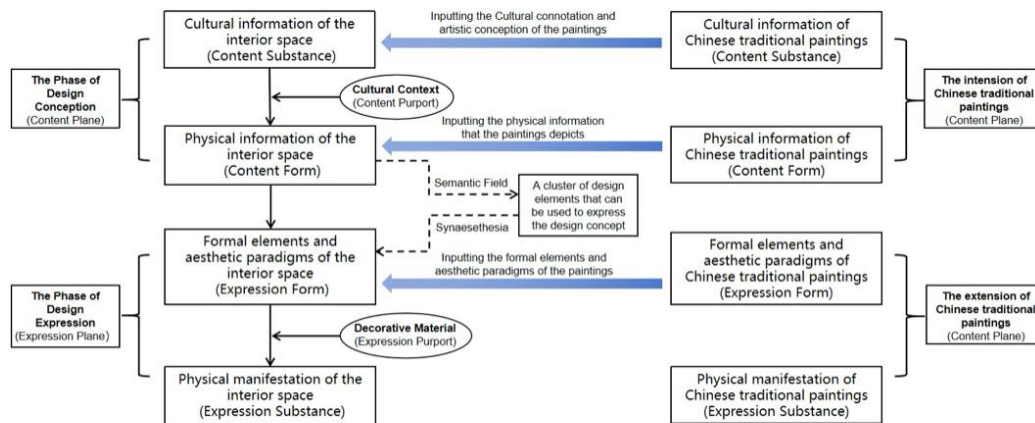 Cultural information of the
interior space
(Content Substance)
Inputting the Cultural connotation and
artistic conception of the paintings
Cultural information of
Chinese traditional paintings
(Content Substance)
The Phase of
Design
Conception
(Content Plane)
Cultural Context
(Content Purport)
The intension of
Chinese traditional
paintings
(Content Plane)
Physical information of the
interior space
(Content Form)
Inputting the physical information
that the paintings depicts
Physical information of
Chinese traditional paintings
(Content Form)
Semantic Field
Synaesethesia
A cluster of design
elements that can
be used to express
the design concept
Formal elements and
aesthetic paradigms of the
interior space
(Expression Form)
Inputting the formal elements and
aesthetic paradigms of the paintings
Formal elements and
aesthetic paradigms of
Chinese traditional paintings
(Expression Form)
The Phase of
Design
Expression
(Expression Plane)
Decorative Material
(Expression Purport)
The extension of
Chinese traditional
paintings
(Content Plane)
Physical manifestation of the
interior space
(Expression Substance)
Physical manifestation of
Chinese traditional paintings
(Expression Substance)